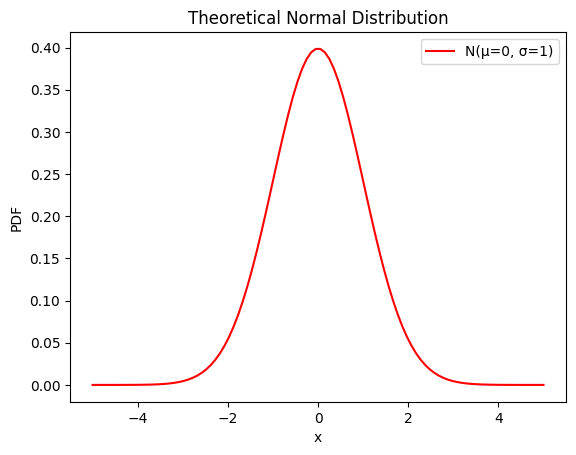 Theoretical Normal Distribution
N(μ=0, σ=1)
PDF
0.40
0.35
0.30
0.25
0.20
0.15
0.10
0.05
0.00
−4 −2 0 2 4
x